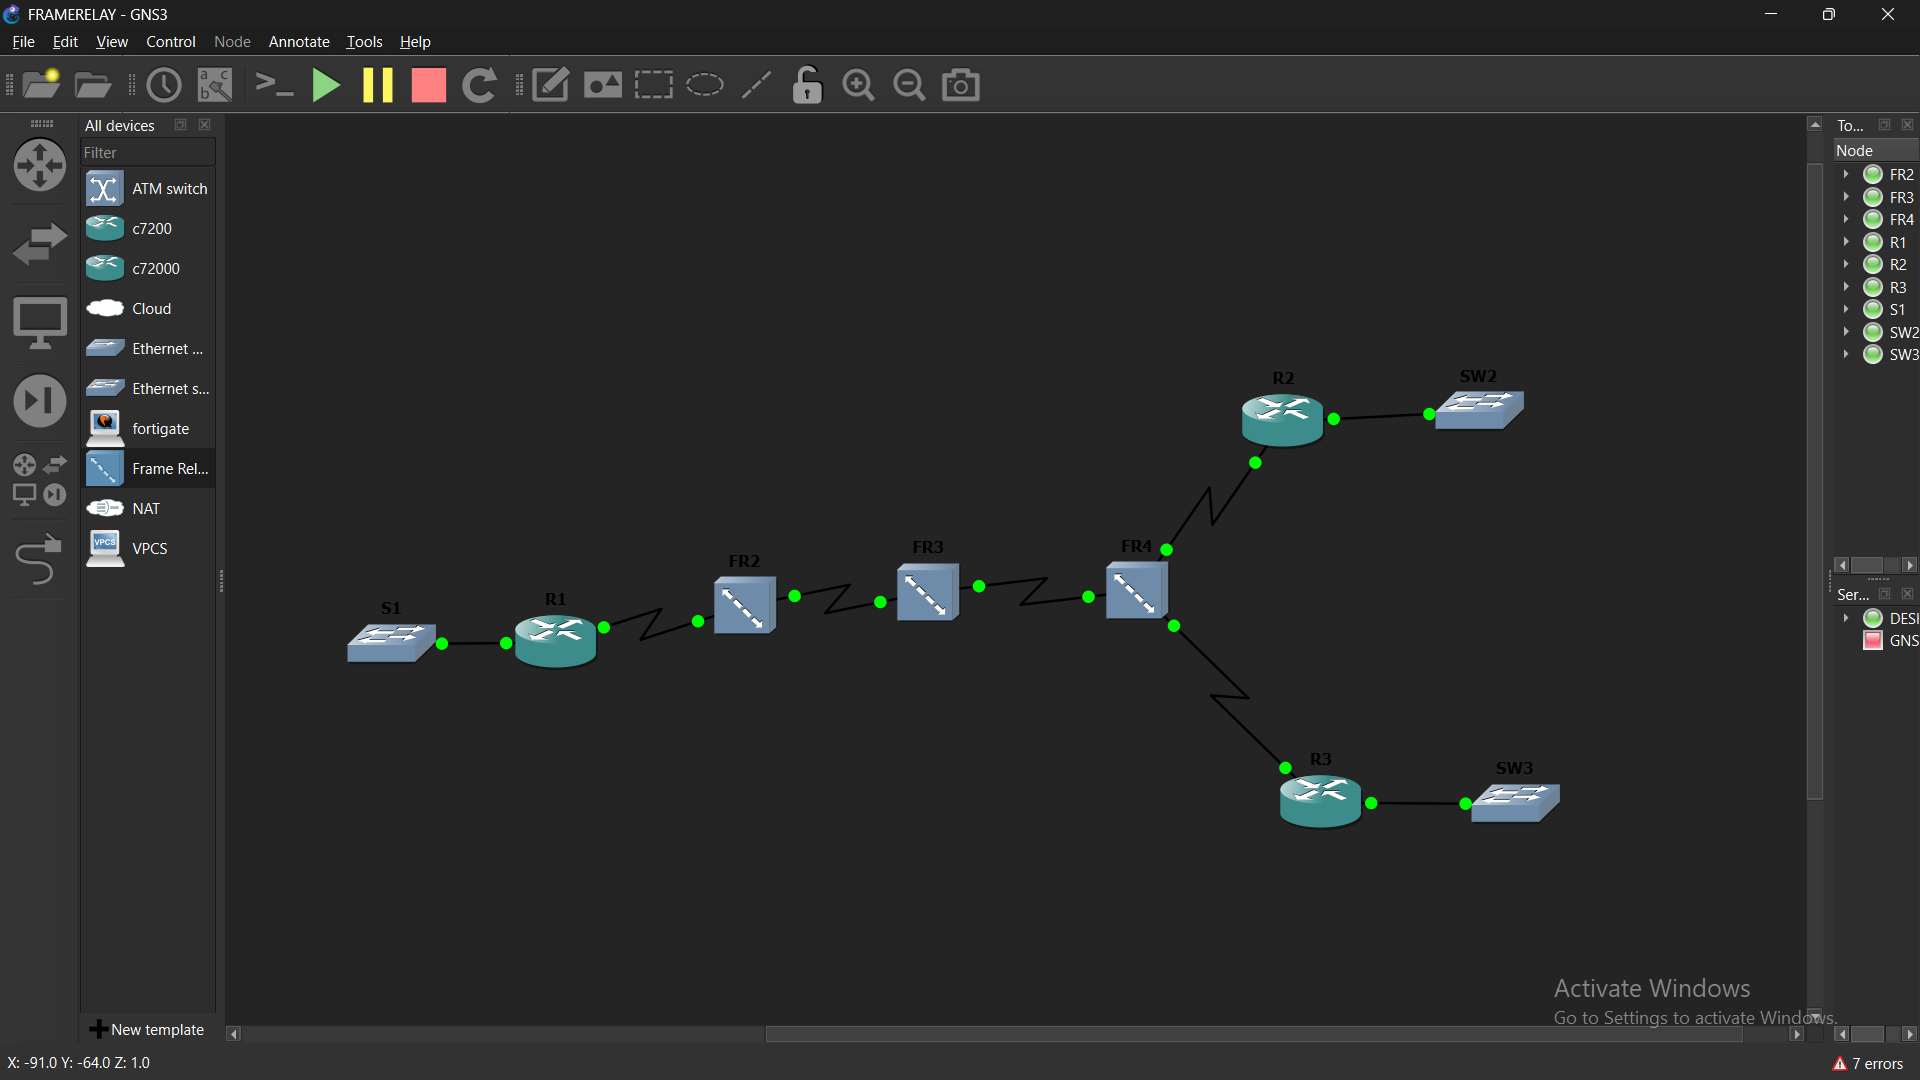 FRAMERELAY - GNS3
File Edit View Control Node Annotate Tools Help
All devices
Filter
ATM switch
c7200
c72000
Cloud
Ethernet ...
Ethernet s...
fortigate
Frame Rel...
NAT
VPCS
VPCS
New template
S1
R1
FR2
FR3
FR4
R2
SW2
R3
SW3
To...
Node
FR2
FR3
FR4
R1
R2
R3
S1
SW2
SW3
Ser...
DESI
GNS
Activate Windows
Go to Settings to activate Windows.
X: -91.0 Y: -64.0 Z: 1.0
7 errors